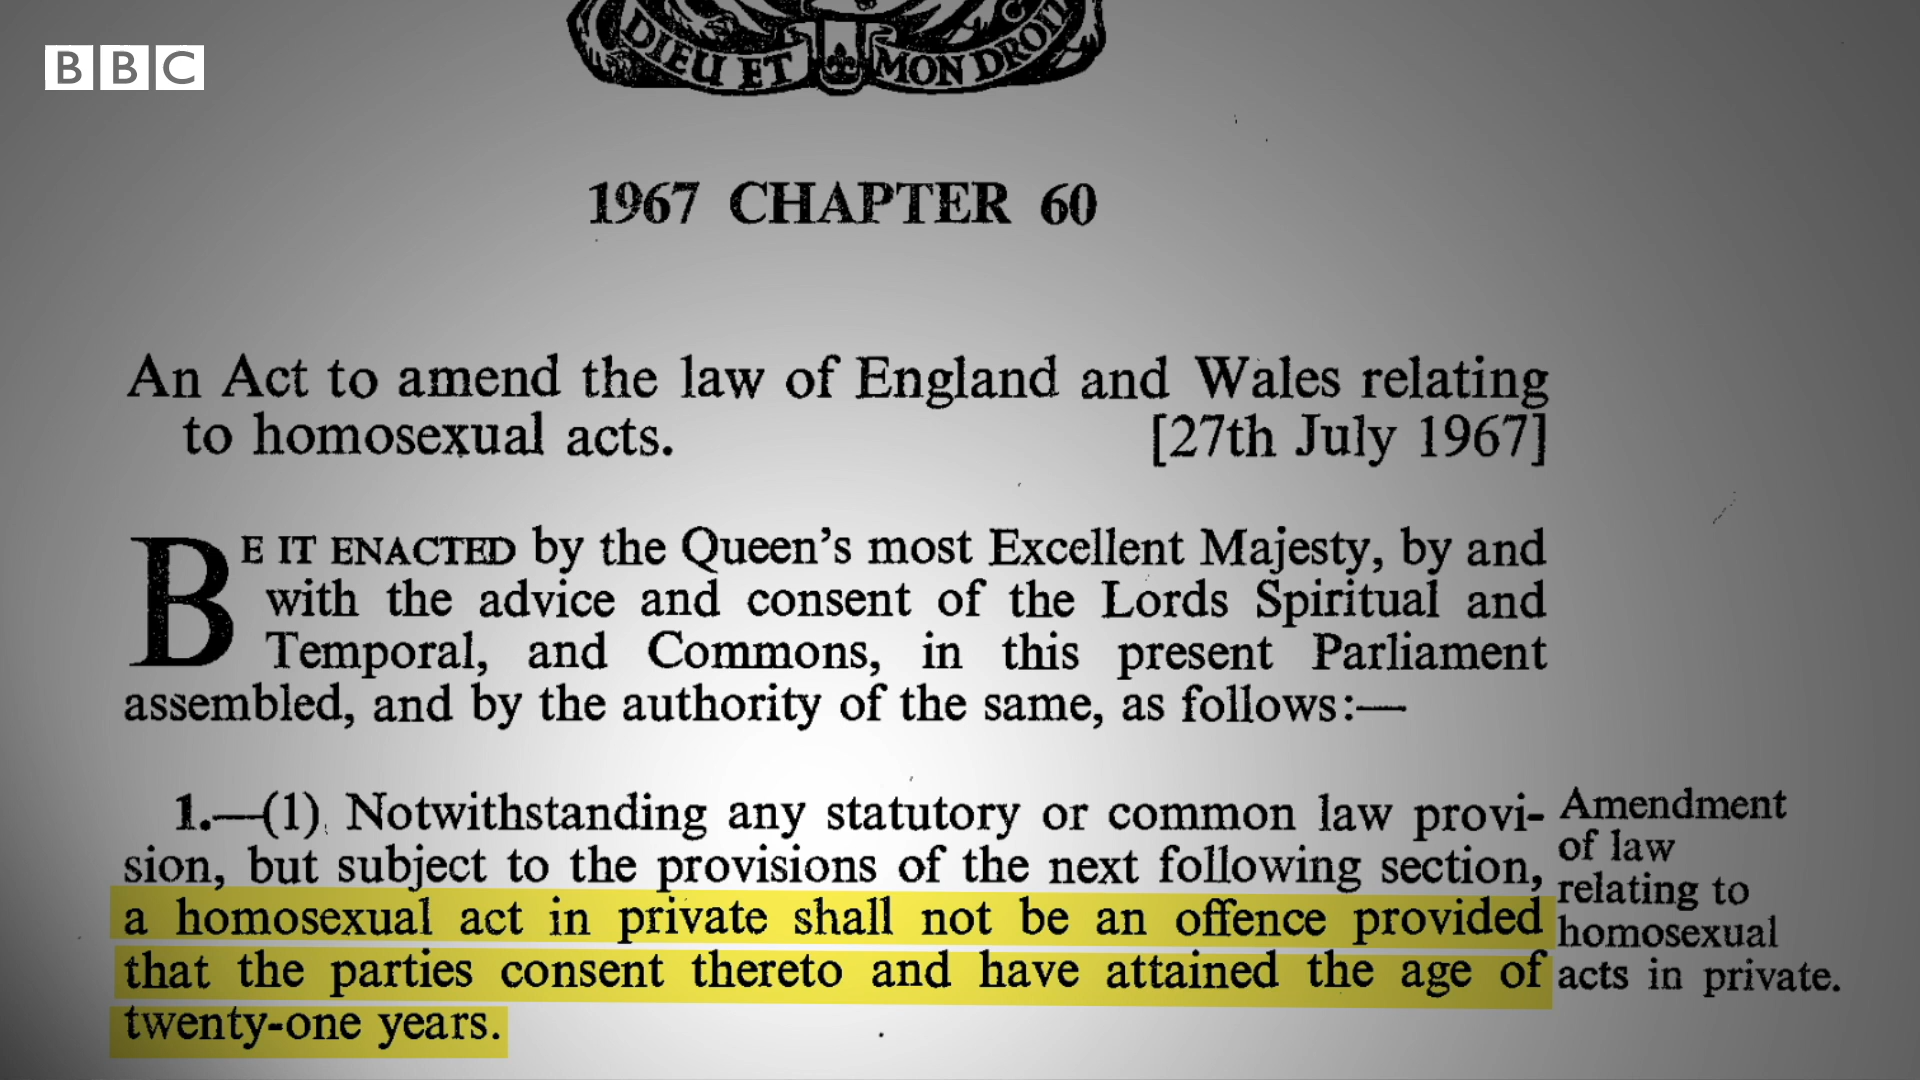 BBC
DIEU ET MON DROIT
1967 CHAPTER 60
An Act to amend the law of England and Wales relating
to homosexual acts. [27th July 1967]
BE IT ENACTED by the Queen's most Excellent Majesty, by and
with the advice and consent of the Lords Spiritual and
Temporal, and Commons, in this present Parliament
assembled, and by the authority of the same, as follows:—
1.—(1) Notwithstanding any statutory or common law provi-
sion, but subject to the provisions of the next following section,
a homosexual act in private shall not be an offence provided
that the parties consent thereto and have attained the age of
twenty-one years.
Amendment
of law
relating to
homosexual
acts in private.